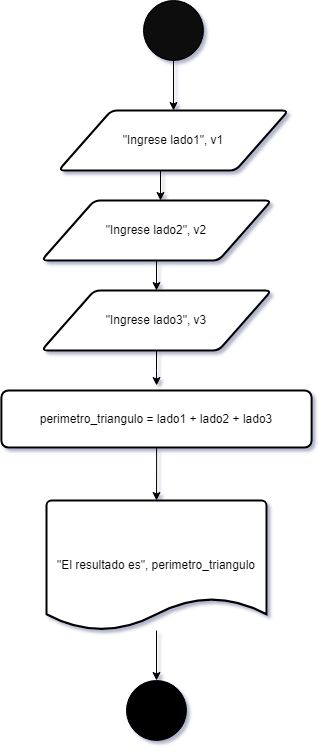 "Ingrese lado1", v1
"Ingrese lado2", v2
"Ingrese lado3", v3
perimetro_triangulo = lado1 + lado2 + lado3
"El resultado es", perimetro_triangulo